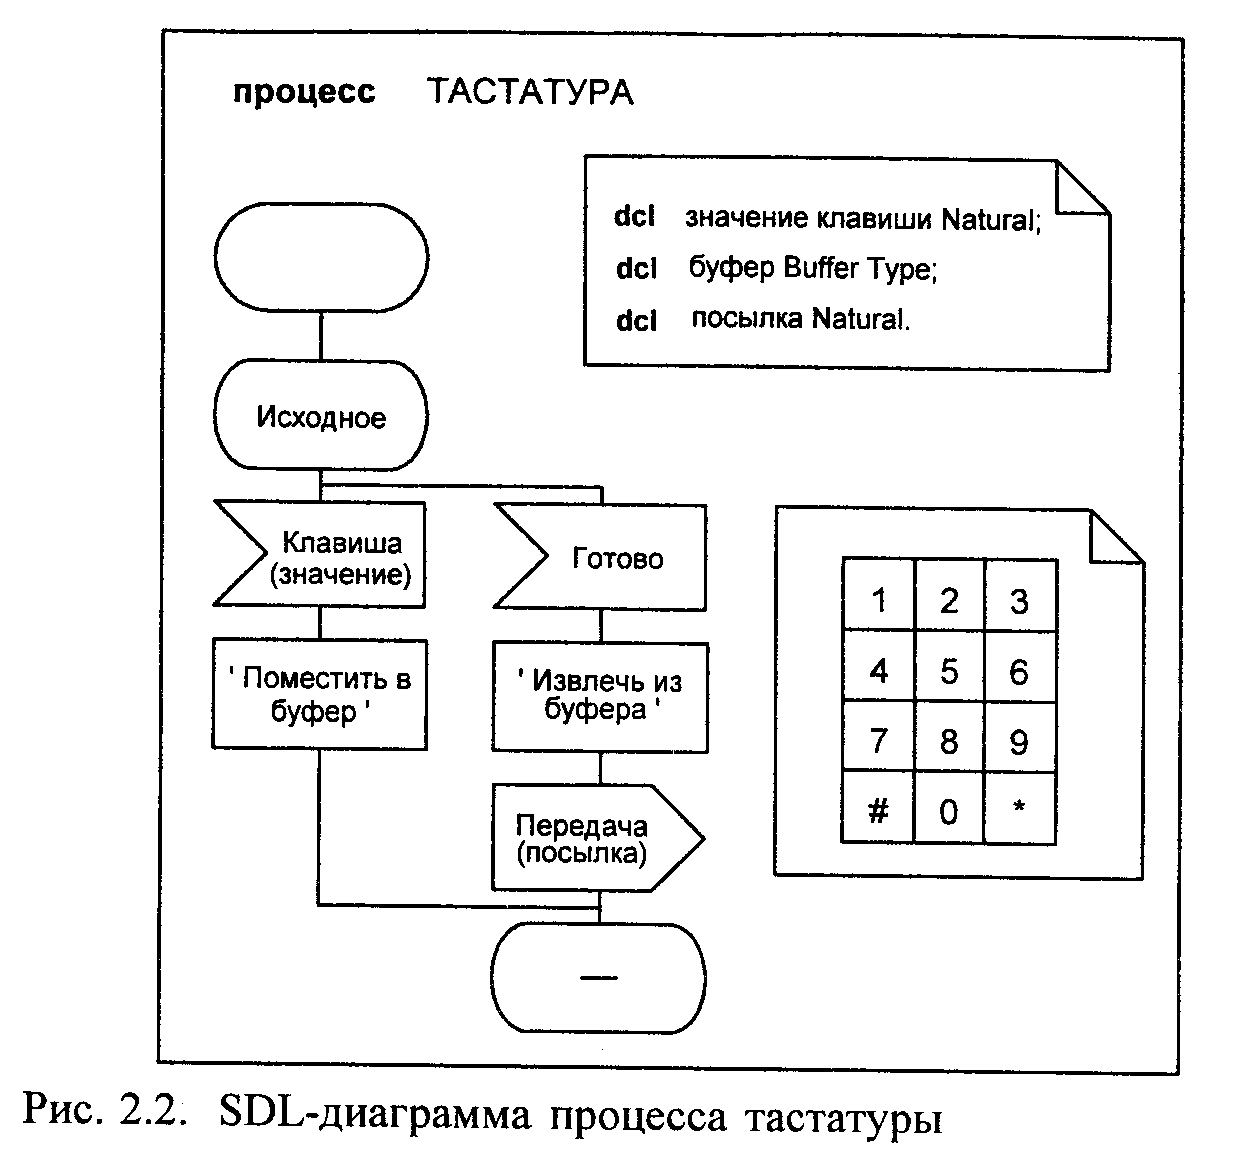 процесс ТАСТАТУРА
dcl значение клавиши Natural;
dcl буфер Buffer Type;
dcl посылка Natural.
Исходное
Клавиша
(значение)
Готово
' Поместить в
буфер '
' Извлечь из
буфера '
Передача
(посылка)
—
1 2 3
4 5 6
7 8 9
# 0 *
Рис. 2.2. SDL-диаграмма процесса тастатуры